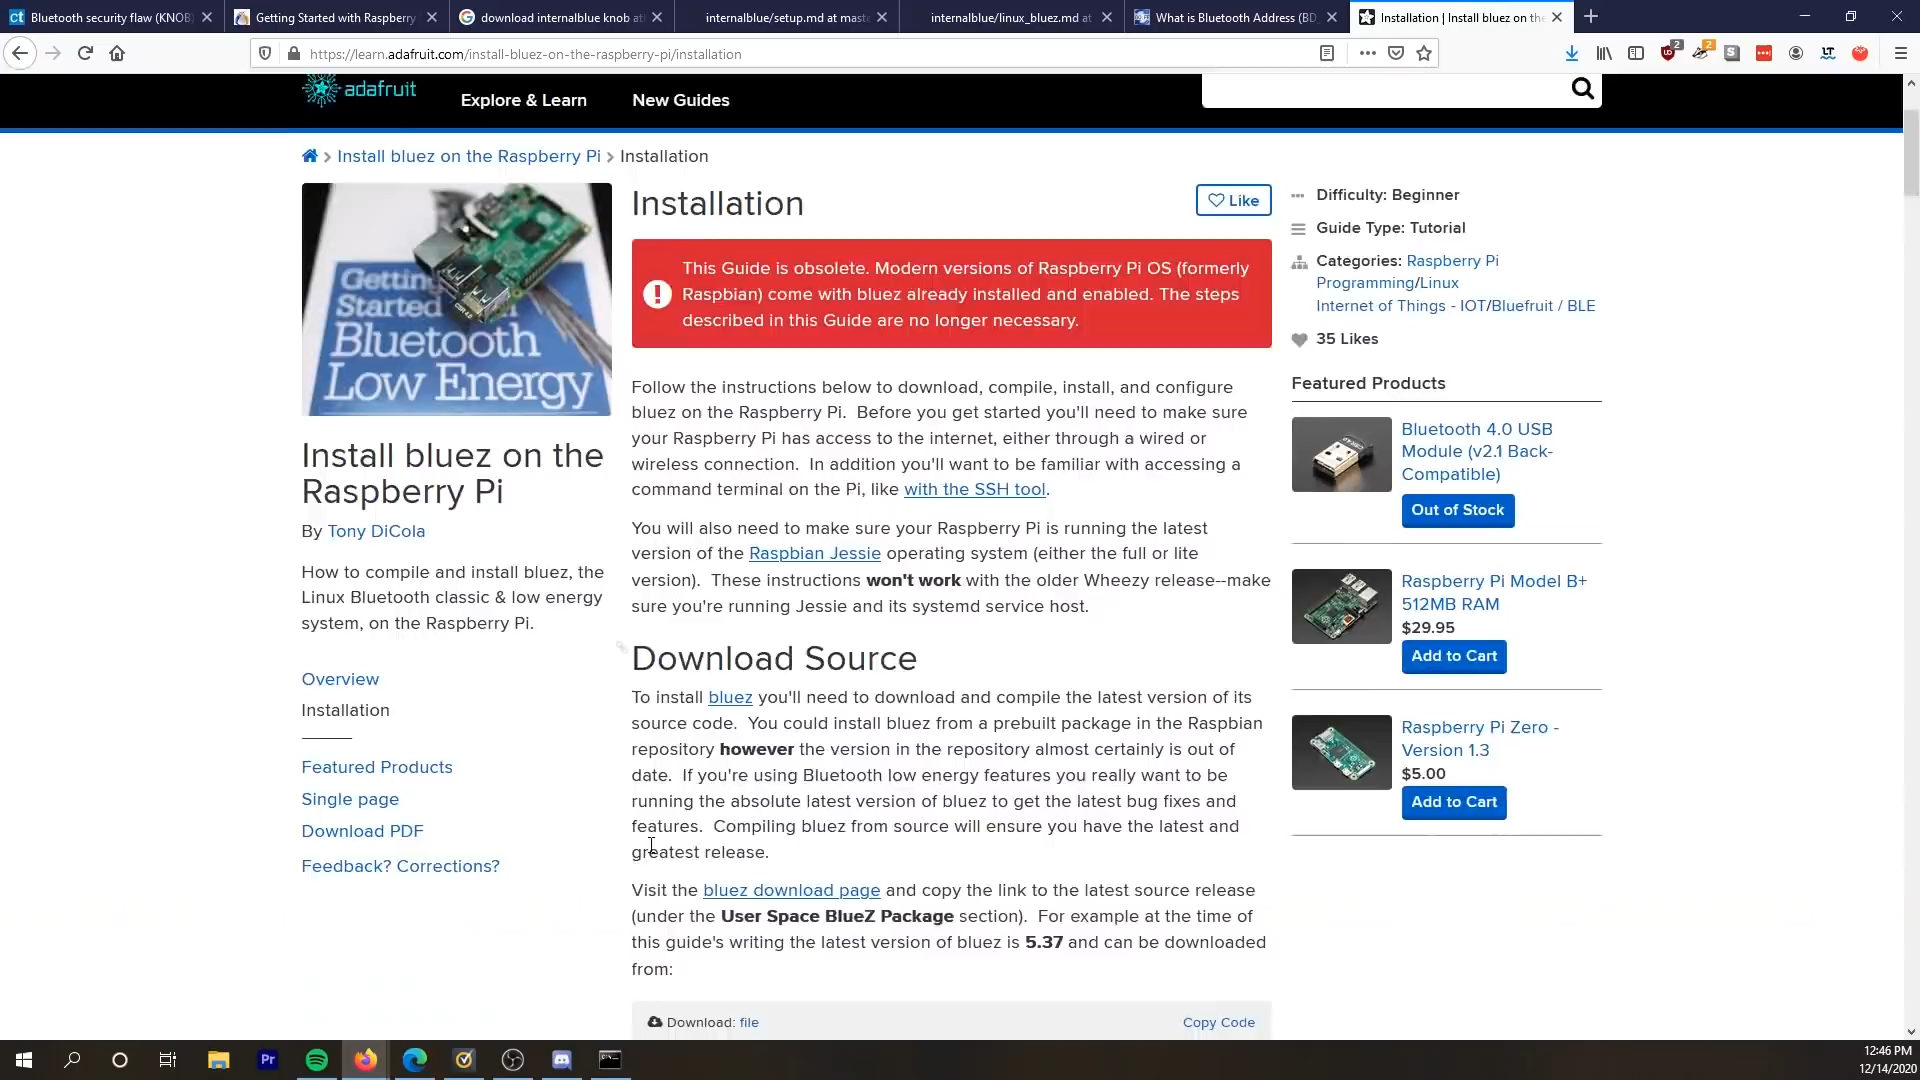 Bluetooth security flaw (KNOB)
Getting Started with Raspberry
download internalblue knob at
internalblue/setup.md at mast
internalblue/linux_bluez.md at
What is Bluetooth Address (BD_
Installation | Install bluez on the
https://learn.adafruit.com/install-bluez-on-the-raspberry-pi/installation
2
2
adafruit
Explore & Learn
New Guides
Install bluez on the Raspberry Pi
Installation
Getting
Started
Bluetooth
Low Energy
Install bluez on the
Raspberry Pi
By Tony DiCola
How to compile and install bluez, the
Linux Bluetooth classic & low energy
system, on the Raspberry Pi.
Overview
Installation
Featured Products
Single page
Download PDF
Feedback? Corrections?
Installation
Like
This Guide is obsolete. Modern versions of Raspberry Pi OS (formerly
Raspbian) come with bluez already installed and enabled. The steps
described in this Guide are no longer necessary.
Follow the instructions below to download, compile, install, and configure
bluez on the Raspberry Pi. Before you get started you'll need to make sure
your Raspberry Pi has access to the internet, either through a wired or
wireless connection. In addition you'll want to be familiar with accessing a
command terminal on the Pi, like with the SSH tool.
You will also need to make sure your Raspberry Pi is running the latest
version of the Raspbian Jessie operating system (either the full or lite
version). These instructions won't work with the older Wheezy release--make
sure you're running Jessie and its systemd service host.
Download Source
To install bluez you'll need to download and compile the latest version of its
source code. You could install bluez from a prebuilt package in the Raspbian
repository however the version in the repository almost certainly is out of
date. If you're using Bluetooth low energy features you really want to be
running the absolute latest version of bluez to get the latest bug fixes and
features. Compiling bluez from source will ensure you have the latest and
greatest release.
Visit the bluez download page and copy the link to the latest source release
(under the User Space BlueZ Package section). For example at the time of
this guide's writing the latest version of bluez is 5.37 and can be downloaded
from:
Download: file
Copy Code
Difficulty: Beginner
Guide Type: Tutorial
Categories: Raspberry Pi
Programming/Linux
Internet of Things - IOT/Bluefruit / BLE
35 Likes
Featured Products
Bluetooth 4.0 USB
Module (v2.1 Back-
Compatible)
Out of Stock
Raspberry Pi Model B+
512MB RAM
$29.95
Add to Cart
Raspberry Pi Zero -
Version 1.3
$5.00
Add to Cart
12:46 PM
12/14/2020